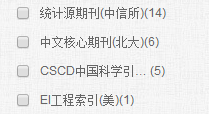 统计源期刊(中信所)(14)
中文核心期刊(北大)(6)
CSCD中国科学引... (5)
EI工程索引(美)(1)